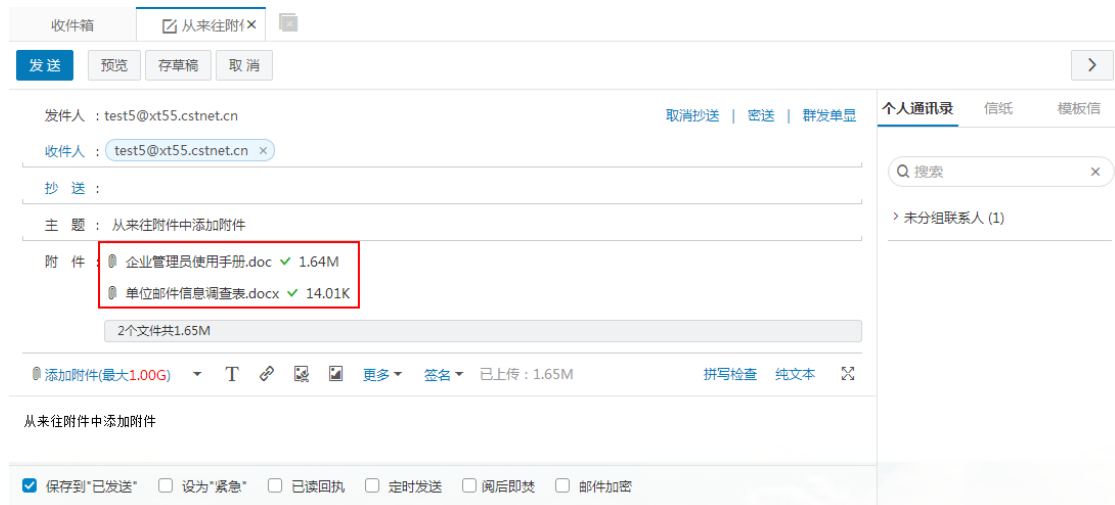 收件箱 从来往附
发 送 预览 存草稿 取 消
发件人 : test5@xt55.cstnet.cn 取消抄送 | 密送 | 群发单显
收件人 : test5@xt55.cstnet.cn ×
抄 送 :
主 题 : 从来往附件中添加附件
附 件 : 企业管理员使用手册.doc ✓ 1.64M
单位邮件信息调查表.docx ✓ 14.01K
2个文件共1.65M
添加附件(最大1.00G) T 更多 签名 已上传：1.65M 拼写检查 纯文本
从来往附件中添加附件
保存到"已发送" 设为"紧急" 已读回执 定时发送 阅后即焚 邮件加密
个人通讯录 信纸 模板信
搜索
未分组联系人 (1)